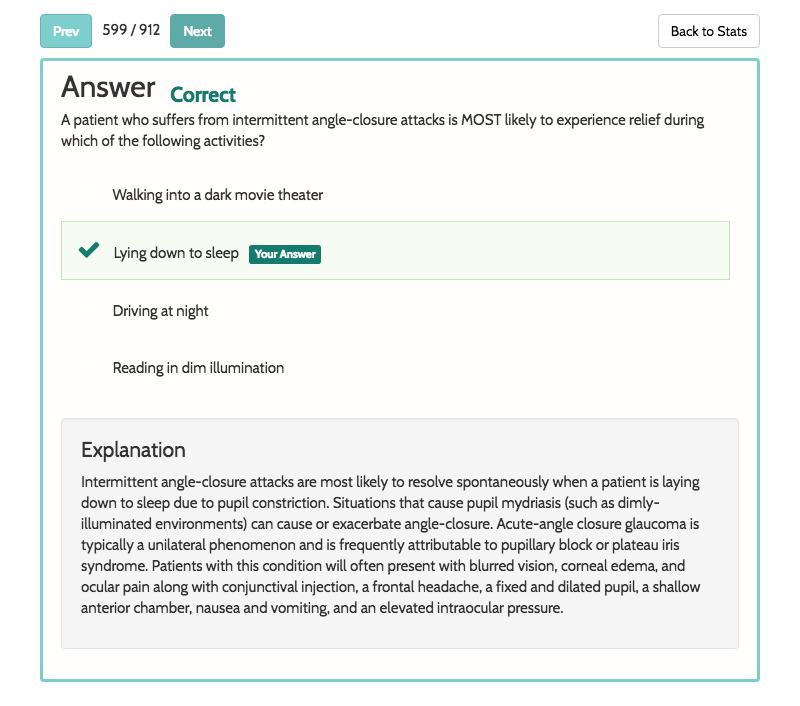 Prev 599 / 912 Next Back to Stats
Answer Correct
A patient who suffers from intermittent angle-closure attacks is MOST likely to experience relief during
which of the following activities?
Walking into a dark movie theater
Lying down to sleep Your Answer
Driving at night
Reading in dim illumination
Explanation
Intermittent angle-closure attacks are most likely to resolve spontaneously when a patient is laying
down to sleep due to pupil constriction. Situations that cause pupil mydriasis (such as dimly-
illuminated environments) can cause or exacerbate angle-closure. Acute-angle closure glaucoma is
typically a unilateral phenomenon and is frequently attributable to pupillary block or plateau iris
syndrome. Patients with this condition will often present with blurred vision, corneal edema, and
ocular pain along with conjunctival injection, a frontal headache, a fixed and dilated pupil, a shallow
anterior chamber, nausea and vomiting, and an elevated intraocular pressure.